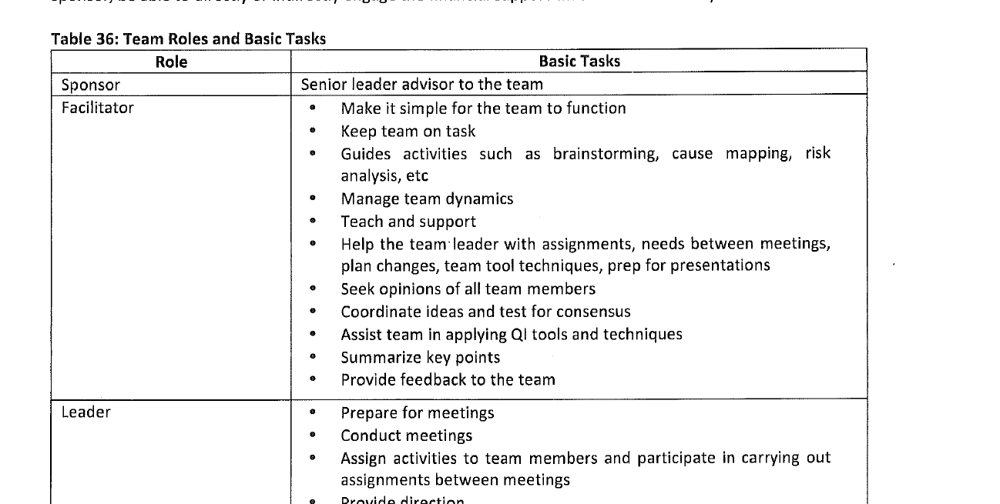 Table 36: Team Roles and Basic Tasks
Role Basic Tasks
Sponsor Senior leader advisor to the team
Facilitator • Make it simple for the team to function
• Keep team on task
• Guides activities such as brainstorming, cause mapping, risk
analysis, etc
• Manage team dynamics
• Teach and support
• Help the team leader with assignments, needs between meetings,
plan changes, team tool techniques, prep for presentations
• Seek opinions of all team members
• Coordinate ideas and test for consensus
• Assist team in applying QI tools and techniques
• Summarize key points
• Provide feedback to the team
Leader • Prepare for meetings
• Conduct meetings
• Assign activities to team members and participate in carrying out
assignments between meetings
• Provide direction